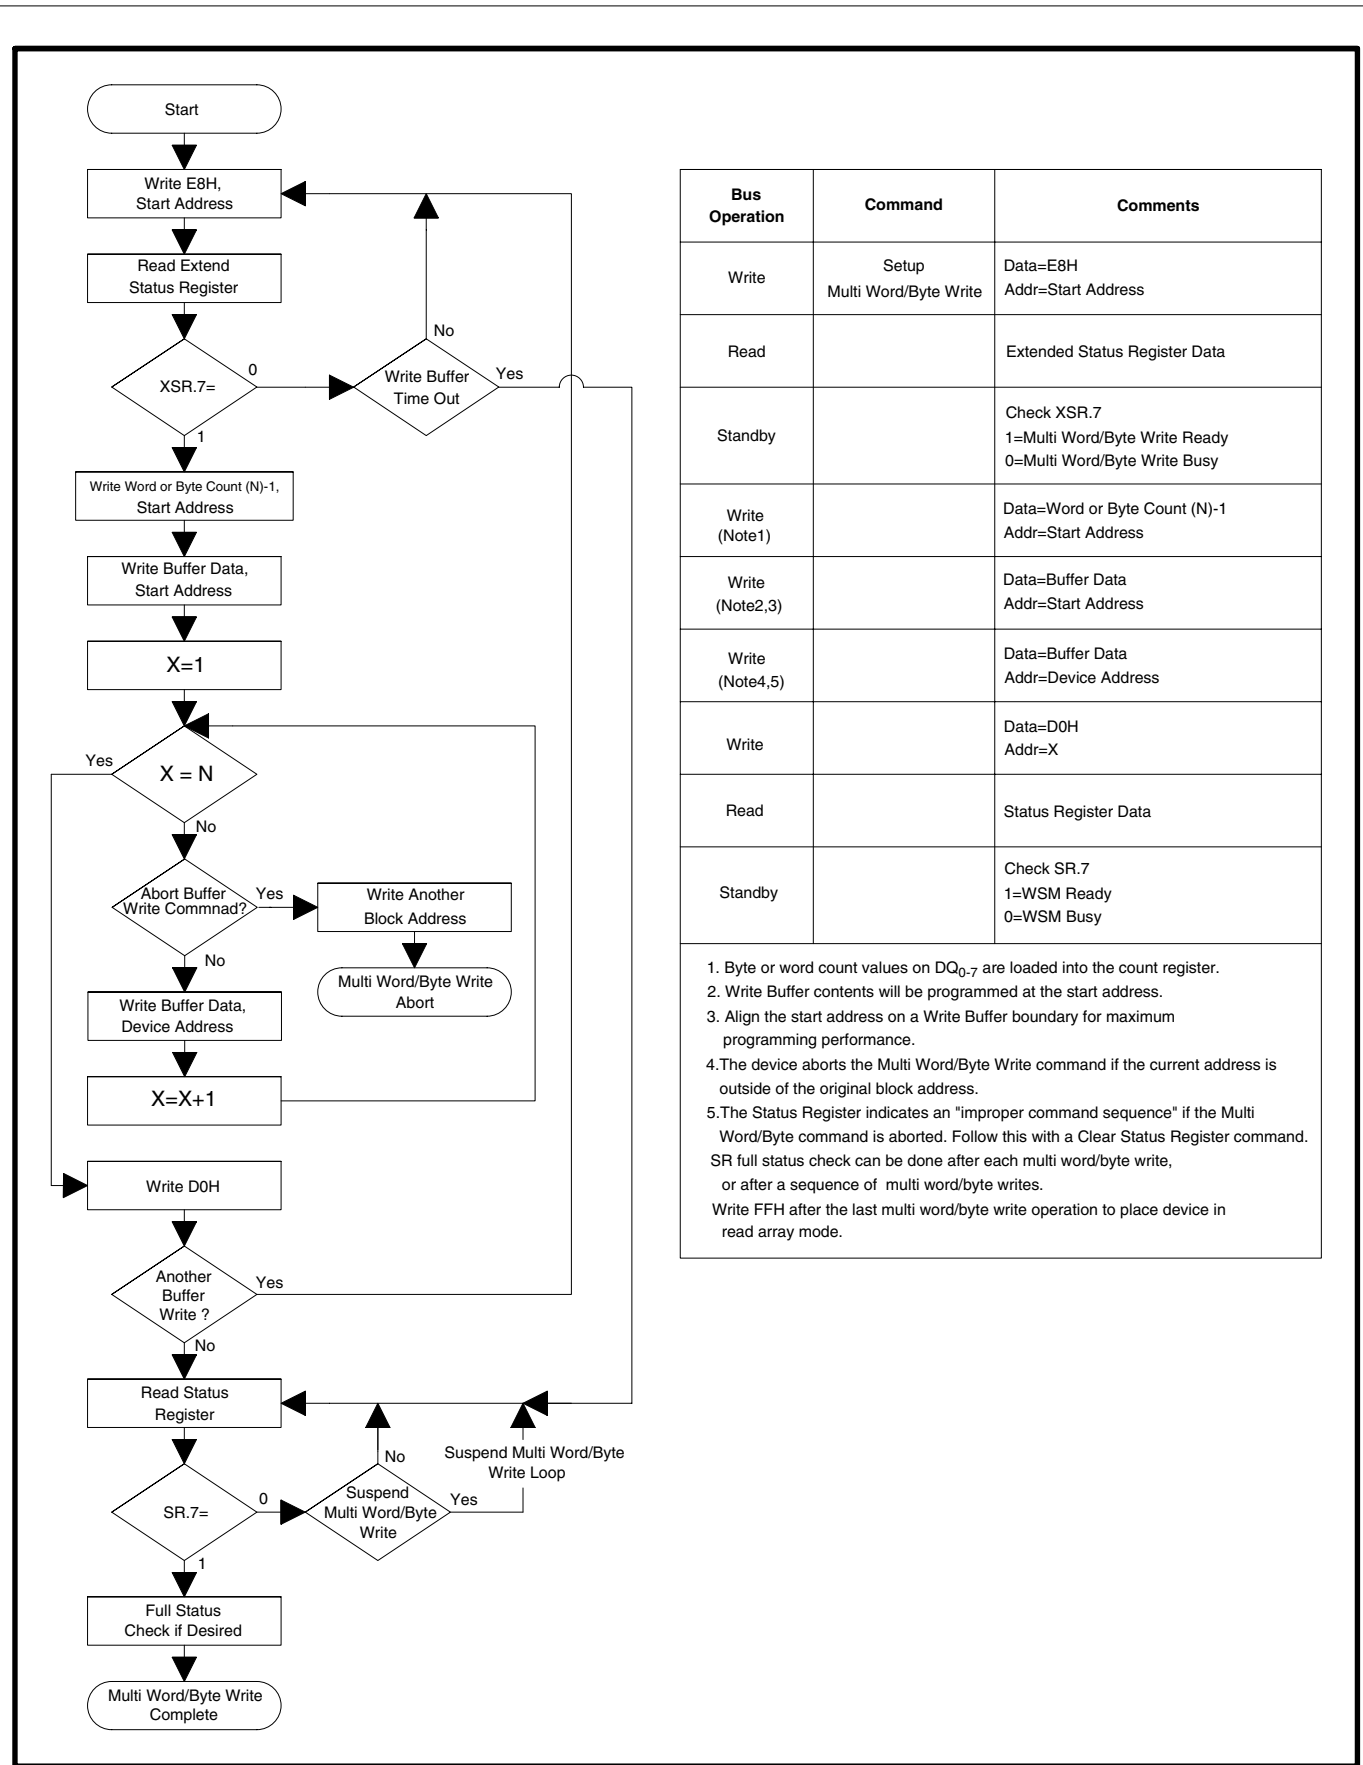 Start
Write E8H,
Start Address
Read Extend
Status Register
No
XSR.7=
0
Write Buffer
Time Out
Yes
1
Write Word or Byte Count (N)-1,
Start Address
Write Buffer Data,
Start Address
X=1
Yes
X = N
No
Abort Buffer
Write Commnad?
Yes
Write Another
Block Address
No
Multi Word/Byte Write
Abort
Write Buffer Data,
Device Address
X=X+1
Write D0H
Another
Buffer
Write ?
Yes
No
Read Status
Register
No
Suspend Multi Word/Byte
Write Loop
SR.7=
0
Suspend
Multi Word/Byte
Write
Yes
1
Full Status
Check if Desired
Multi Word/Byte Write
Complete
Bus
Operation
Command
Comments
Write
Setup
Multi Word/Byte Write
Data=E8H
Addr=Start Address
Read
Extended Status Register Data
Standby
Check XSR.7
1=Multi Word/Byte Write Ready
0=Multi Word/Byte Write Busy
Write
(Note1)
Data=Word or Byte Count (N)-1
Addr=Start Address
Write
(Note2,3)
Data=Buffer Data
Addr=Start Address
Write
(Note4,5)
Data=Buffer Data
Addr=Device Address
Write
Data=D0H
Addr=X
Read
Status Register Data
Standby
Check SR.7
1=WSM Ready
0=WSM Busy
1. Byte or word count values on DQ0-7 are loaded into the count register.
2. Write Buffer contents will be programmed at the start address.
3. Align the start address on a Write Buffer boundary for maximum
programming performance.
4.The device aborts the Multi Word/Byte Write command if the current address is
outside of the original block address.
5.The Status Register indicates an "improper command sequence" if the Multi
Word/Byte command is aborted. Follow this with a Clear Status Register command.
SR full status check can be done after each multi word/byte write,
or after a sequence of multi word/byte writes.
Write FFH after the last multi word/byte write operation to place device in
read array mode.